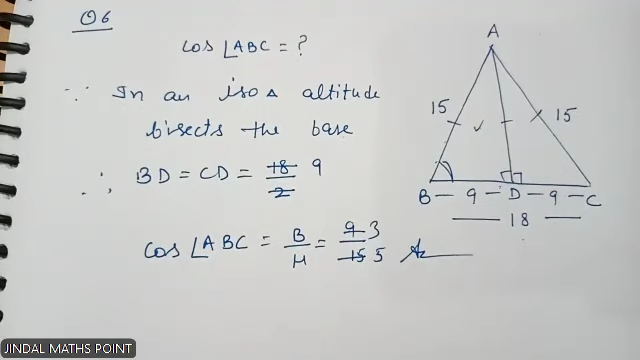 Q6
cos ∠ABC = ?
∵ In an iso △ altitude
bisects the base
∴ BD = CD = 18/2 9
cos ∠ABC = B/H = 9/15 3/5
A
15
15
B - 9 - D - 9 - C
18
JINDAL MATHS POINT